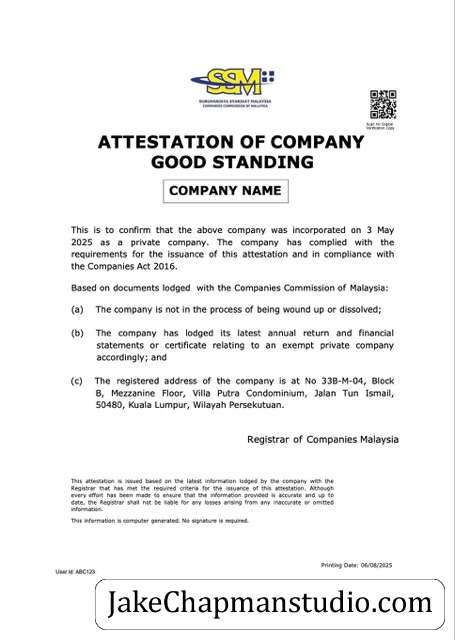 SSM
SURUHANJAYA SYARIKAT MALAYSIA
COMPANIES COMMISSION OF MALAYSIA
Scan for Digital
Verification Copy
ATTESTATION OF COMPANY
GOOD STANDING
COMPANY NAME
This is to confirm that the above company was incorporated on 3 May
2025 as a private company. The company has complied with the
requirements for the issuance of this attestation and in compliance with
the Companies Act 2016.
Based on documents lodged with the Companies Commission of Malaysia:
(a) The company is not in the process of being wound up or dissolved;
(b) The company has lodged its latest annual return and financial
statements or certificate relating to an exempt private company
accordingly; and
(c) The registered address of the company is at No 33B-M-04, Block
B, Mezzanine Floor, Villa Putra Condominium, Jalan Tun Ismail,
50480, Kuala Lumpur, Wilayah Persekutuan.
Registrar of Companies Malaysia
This attestation is issued based on the latest information lodged by the company with the
Registrar that has met the required criteria for the issuance of this attestation. Although
every effort has been made to ensure that the information provided is accurate and up to
date, the Registrar shall not be liable for any losses arising from any inaccurate or omitted
information.
This information is computer generated. No signature is required.
Printing Date: 06/08/2025
User Id: ABC123
JakeChapmanstudio.com